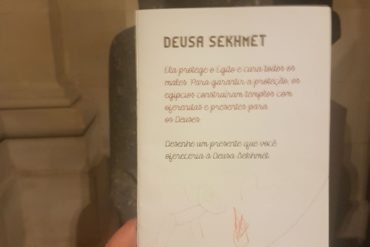 DEUSA SEKHMET
Ela protege o Egito e cura todos os
males. Para garantir a proteção, os
egípcios construíram templos com
oferendas e presentes para
os Deuses.
Desenhe um presente que você
ofereceria à Deusa Sekhmet.